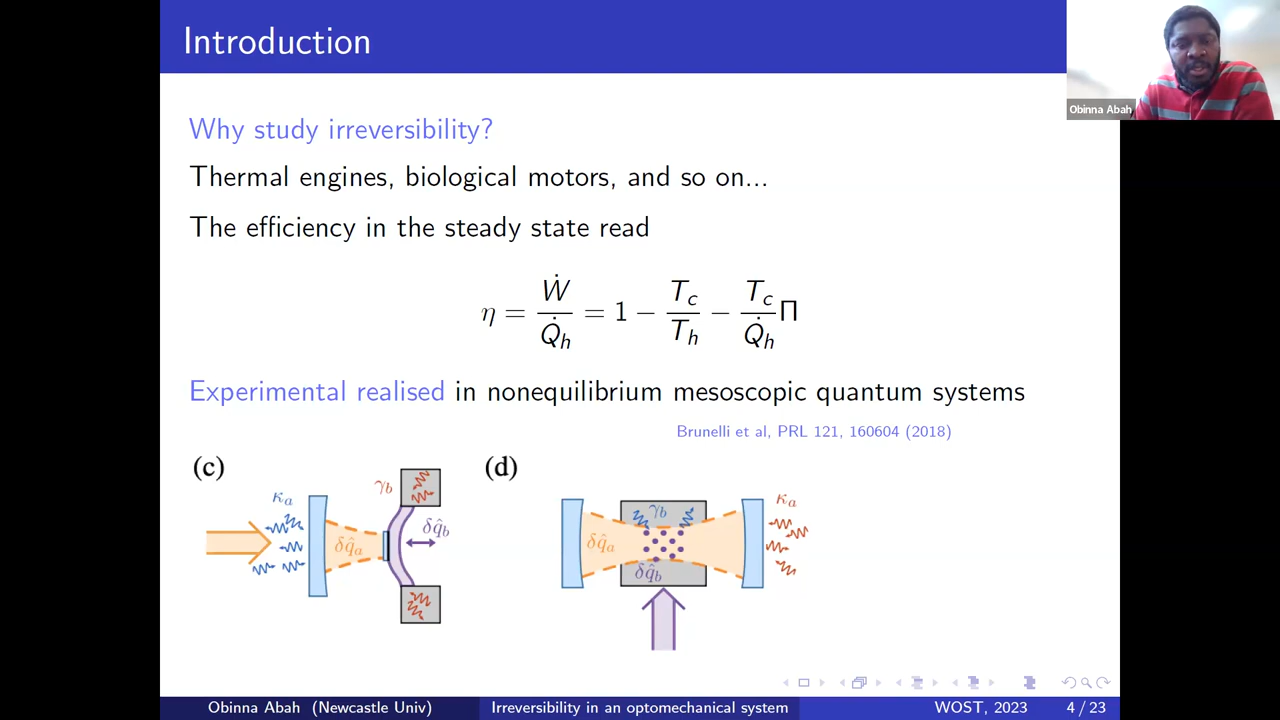 Introduction
Obinna Abah
Why study irreversibility?
Thermal engines, biological motors, and so on...
The efficiency in the steady state read
η = Ẇ / Q̇_h = 1 − T_c / T_h − T_c / Q̇_h Π
Experimental realised in nonequilibrium mesoscopic quantum systems
Brunelli et al, PRL 121, 160604 (2018)
(c)
κ_a
γ_b
δq̂_a
δq̂_b
(d)
γ_b
κ_a
δq̂_a
δq̂_b
Obinna Abah (Newcastle Univ)
Irreversibility in an optomechanical system
WOST, 2023
4 / 23